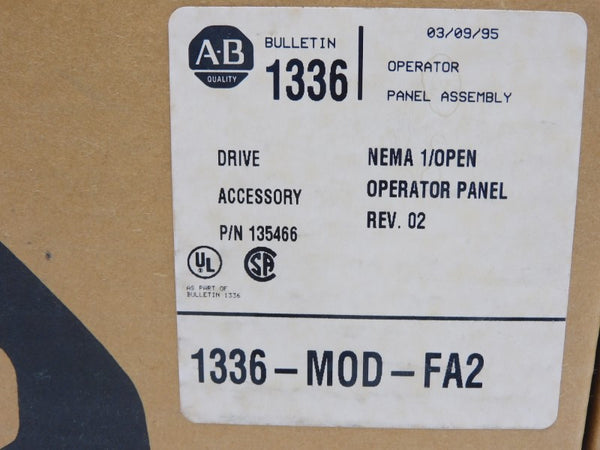 A-B
QUALITY
BULLETIN
1336
03/09/95
OPERATOR
PANEL ASSEMBLY
DRIVE
ACCESSORY
P/N 135466
NEMA 1/OPEN
OPERATOR PANEL
REV. 02
UL
SA
AS PART OF
BULLETIN 1336
1336-MOD-FA2